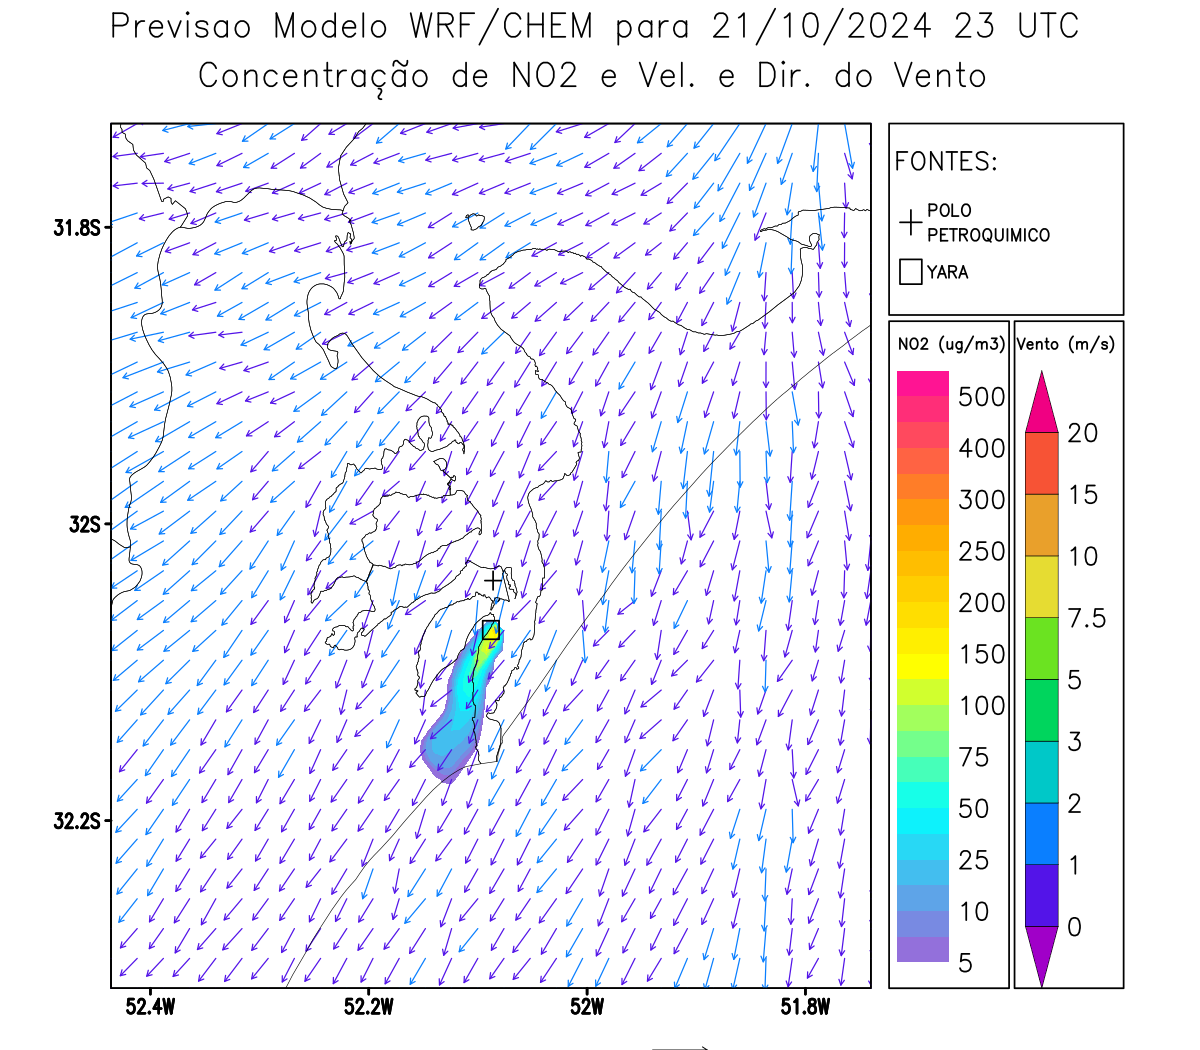 Previsao Modelo WRF/CHEM para 21/10/2024 23 UTC
Concentração de NO2 e Vel. e Dir. do Vento
FONTES:
POLO
PETROQUIMICO
YARA
31.8S
32S
32.2S
52.4W
52.2W
52W
51.8W
NO2 (ug/m3)
500
400
300
250
200
150
100
75
50
25
10
5
Vento (m/s)
20
15
10
7.5
5
3
2
1
0